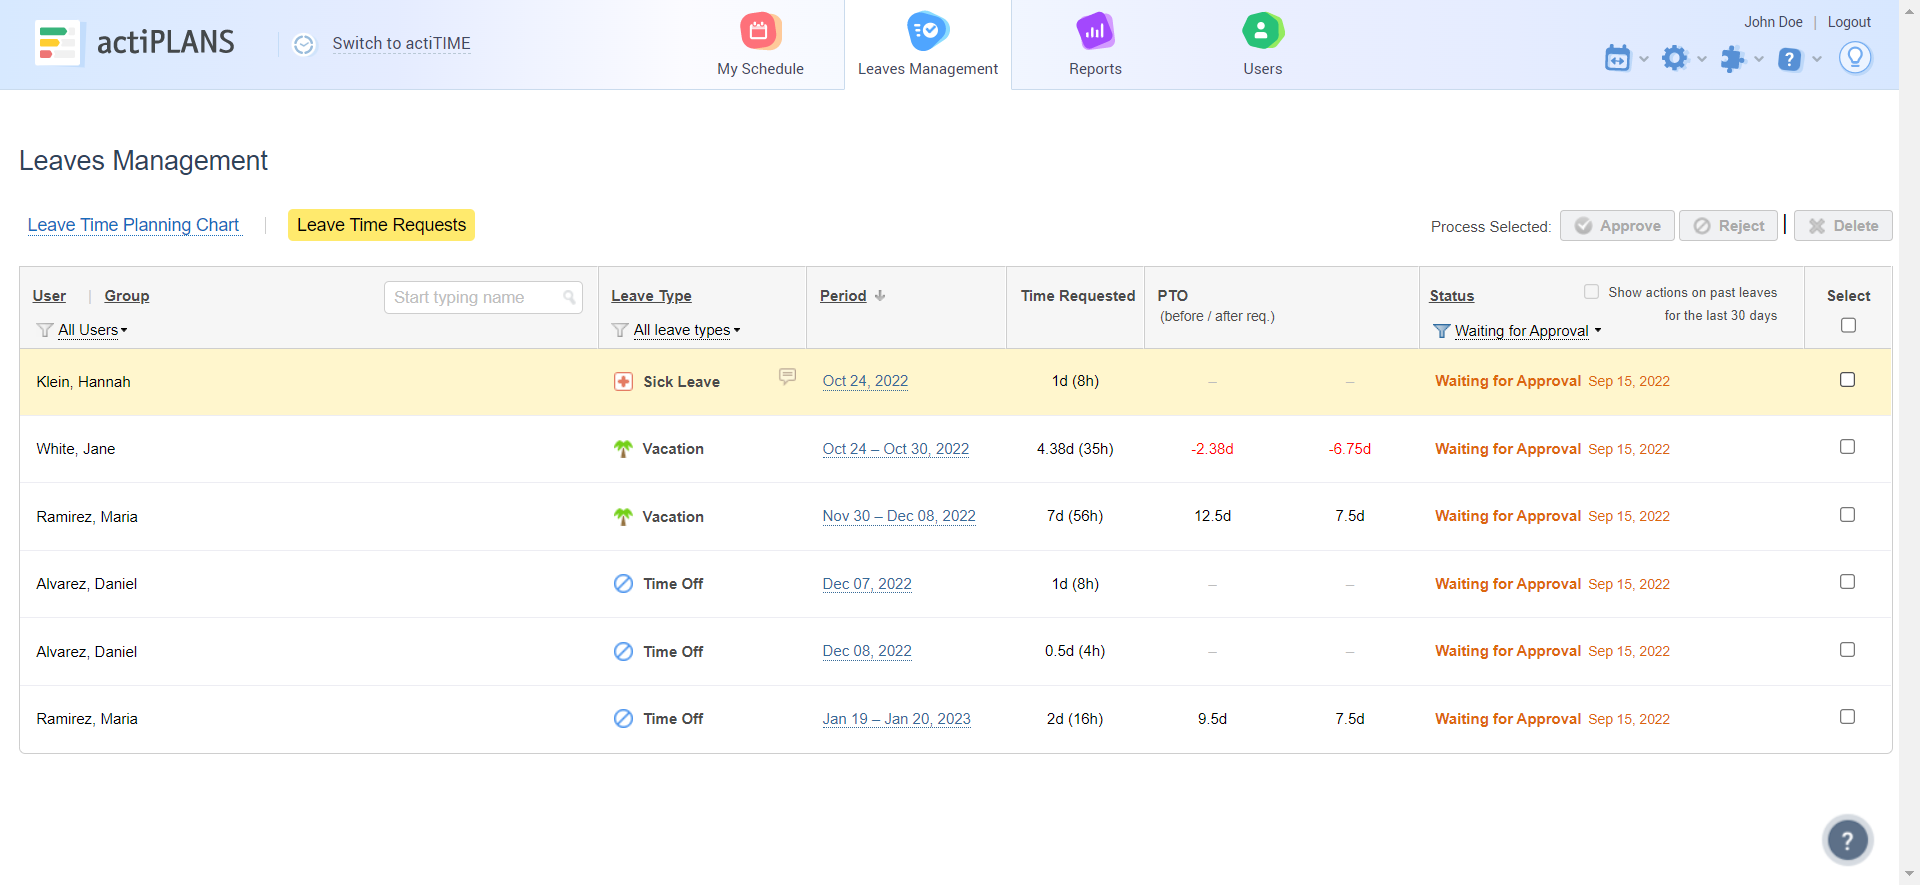 actiPLANS
Switch to actiTIME
My Schedule
Leaves Management
Reports
Users
John Doe | Logout
Leaves Management
Leave Time Planning Chart
Leave Time Requests
Process Selected: Approve Reject Delete
User | Group Start typing name
All Users
Leave Type
All leave types
Period
Time Requested
PTO
(before / after req.)
Status
Waiting for Approval
Show actions on past leaves
for the last 30 days
Select
Klein, Hannah Sick Leave Oct 24, 2022 1d (8h) – – Waiting for Approval Sep 15, 2022
White, Jane Vacation Oct 24 – Oct 30, 2022 4.38d (35h) -2.38d -6.75d Waiting for Approval Sep 15, 2022
Ramirez, Maria Vacation Nov 30 – Dec 08, 2022 7d (56h) 12.5d 7.5d Waiting for Approval Sep 15, 2022
Alvarez, Daniel Time Off Dec 07, 2022 1d (8h) – – Waiting for Approval Sep 15, 2022
Alvarez, Daniel Time Off Dec 08, 2022 0.5d (4h) – – Waiting for Approval Sep 15, 2022
Ramirez, Maria Time Off Jan 19 – Jan 20, 2023 2d (16h) 9.5d 7.5d Waiting for Approval Sep 15, 2022
?